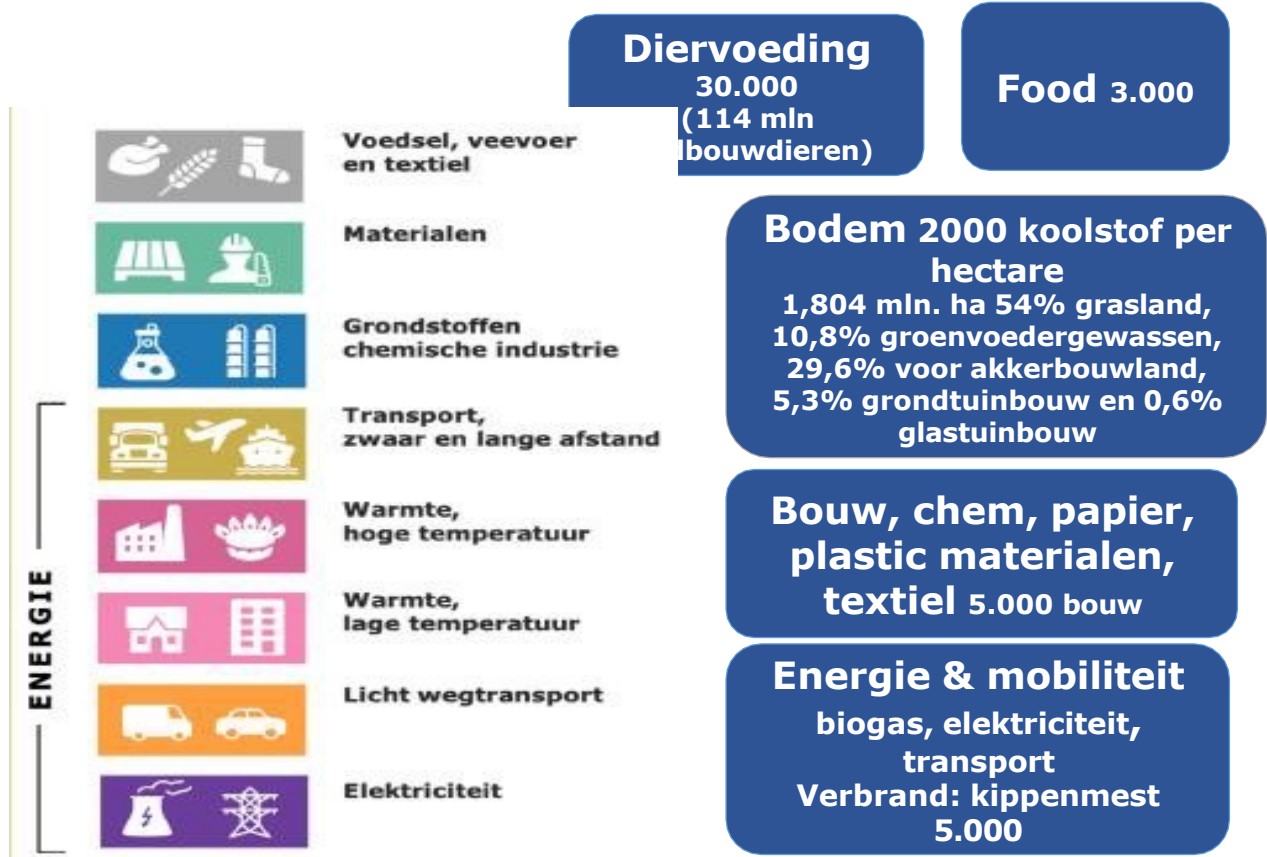 Diervoeding
30.000
(114 mln
lbouwdieren)
Food 3.000
Voedsel, veevoer
en textiel
Materialen
Grondstoffen
chemische industrie
Transport,
zwaar en lange afstand
Warmte,
hoge temperatuur
Warmte,
lage temperatuur
Licht wegtransport
Elektriciteit
ENERGIE
Bodem 2000 koolstof per
hectare
1,804 mln. ha 54% grasland,
10,8% groenvoedergewassen,
29,6% voor akkerbouwland,
5,3% grondtuinbouw en 0,6%
glastuinbouw
Bouw, chem, papier,
plastic materialen,
textiel 5.000 bouw
Energie & mobiliteit
biogas, elektriciteit,
transport
Verbrand: kippenmest
5.000